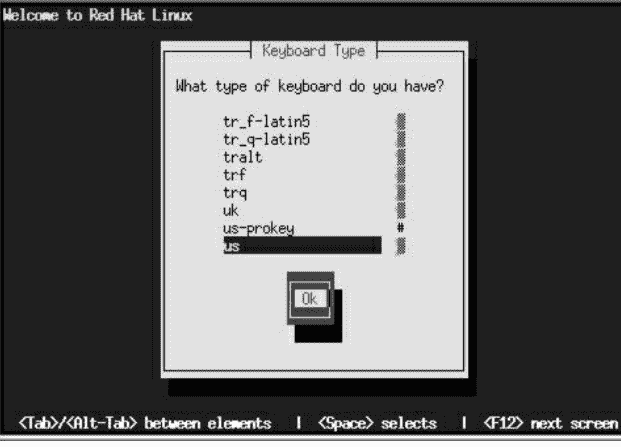 Welcome to Red Hat Linux
Keyboard Type
What type of keyboard do you have?
tr_f-latin5
tr_q-latin5
tralt
trf
trq
uk
us-prokey #
us
Ok
<Tab>/<Alt-Tab> between elements | <Space> selects | <F12> next screen